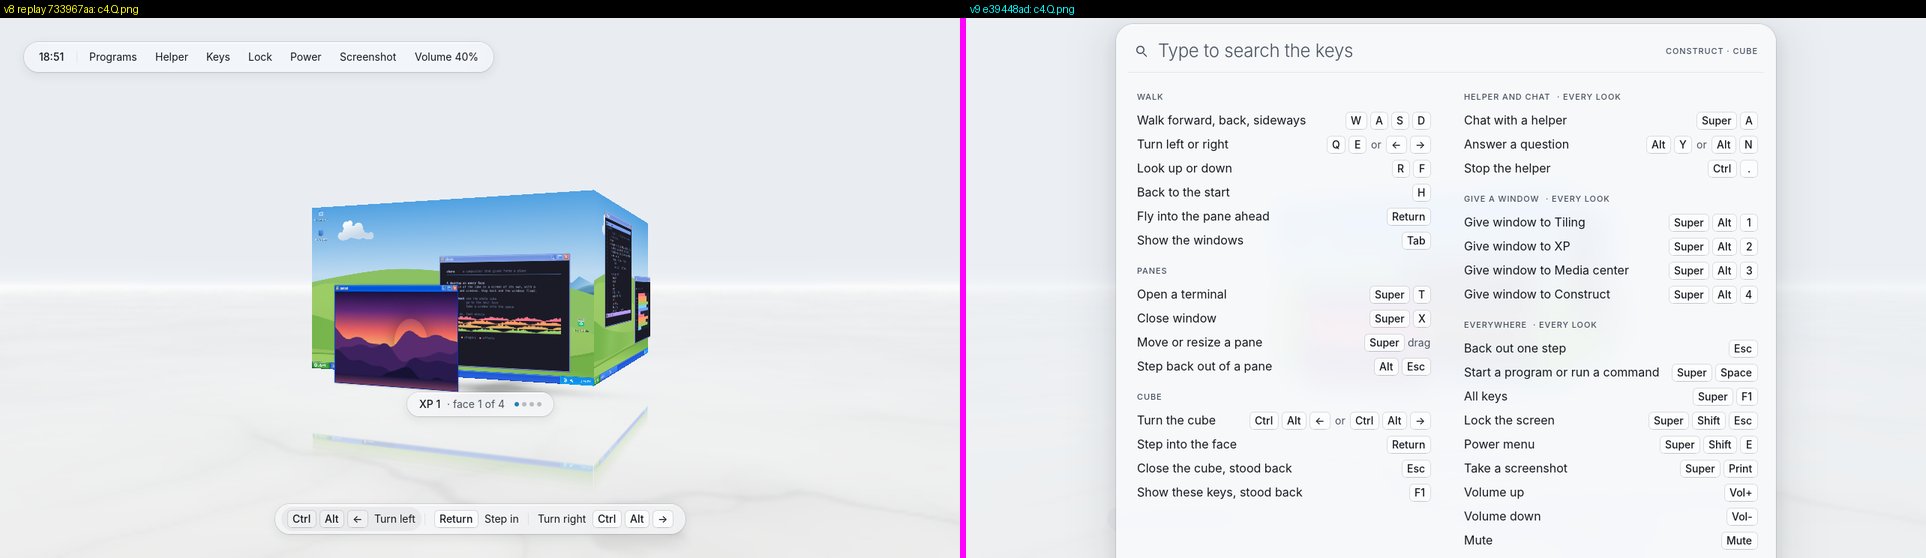 v8 replay 733967aa: c4.Q.png
18:51 Programs Helper Keys Lock Power Screenshot Volume 40%
XP 1 · face 1 of 4
Ctrl Alt ← Turn left Return Step in Turn right Ctrl Alt →
v9 e39448ad: c4.Q.png
Type to search the keys
CONSTRUCT · CUBE
WALK
Walk forward, back, sideways W A S D
Turn left or right Q E or ← →
Look up or down R F
Back to the start H
Fly into the pane ahead Return
Show the windows Tab
PANES
Open a terminal Super T
Close window Super X
Move or resize a pane Super drag
Step back out of a pane Alt Esc
CUBE
Turn the cube Ctrl Alt ← or Ctrl Alt →
Step into the face Return
Close the cube, stood back Esc
Show these keys, stood back F1
HELPER AND CHAT · EVERY LOOK
Chat with a helper Super A
Answer a question Alt Y or Alt N
Stop the helper Ctrl .
GIVE A WINDOW · EVERY LOOK
Give window to Tiling Super Alt 1
Give window to XP Super Alt 2
Give window to Media center Super Alt 3
Give window to Construct Super Alt 4
EVERYWHERE · EVERY LOOK
Back out one step Esc
Start a program or run a command Super Space
All keys Super F1
Lock the screen Super Shift Esc
Power menu Super Shift E
Take a screenshot Super Print
Volume up Vol+
Volume down Vol-
Mute Mute